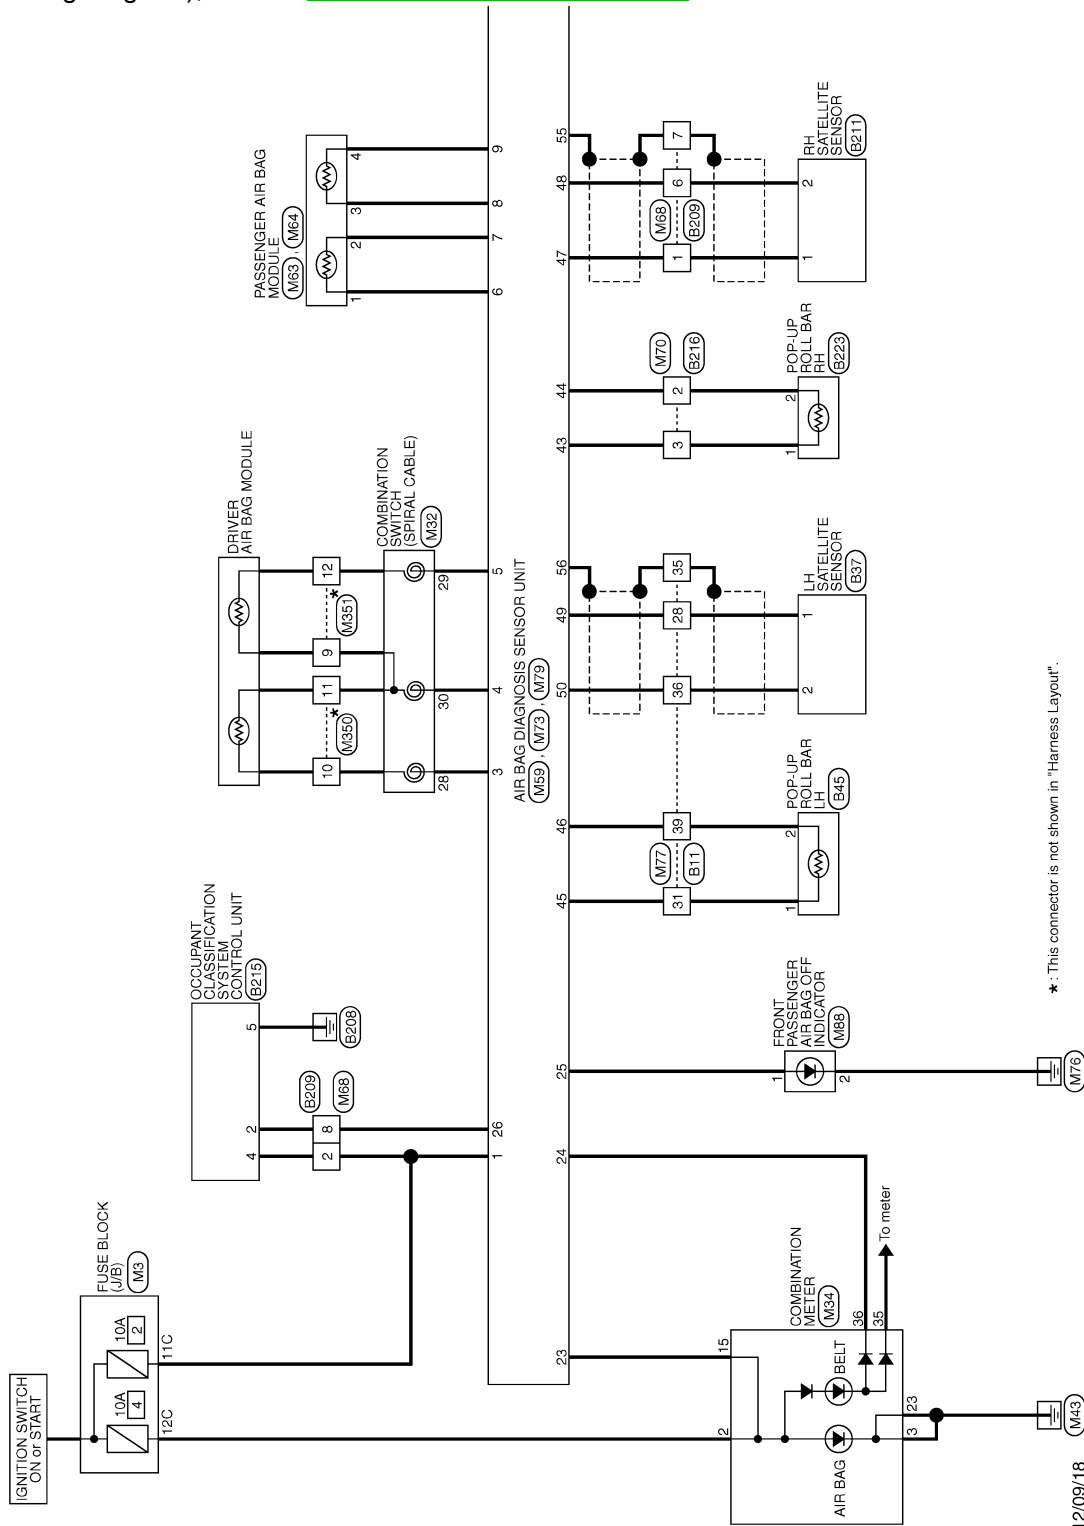 IGNITION SWITCH
ON or START
FUSE BLOCK
(J/B)
M3
10A
2
10A
4
11C
12C
OCCUPANT
CLASSIFICATION
SYSTEM
CONTROL UNIT
B215
4
2
5
B209
M68
2
8
B208
DRIVER
AIR BAG MODULE
10
11
9
12
*
M350
*
M351
COMBINATION
SWITCH
(SPIRAL CABLE)
M32
28
30
29
PASSENGER AIR BAG
MODULE
M63 , M64
1
2
3
4
1
26
3
4
5
6
7
8
9
AIR BAG DIAGNOSIS SENSOR UNIT
M59 , M73 , M79
23
24
25
45
46
50
49
56
43
44
47
48
55
COMBINATION
METER
M34
2
15
36
35
To meter
BELT
AIR BAG
3
23
M43
FRONT
PASSENGER
AIR BAG OFF
INDICATOR
M88
1
2
M76
M77
B11
31
39
36
28
35
POP-UP
ROLL BAR
LH
B45
1
2
LH
SATELLITE
SENSOR
B37
2
1
M70
B216
3
2
POP-UP
ROLL BAR
RH
B223
1
2
M68
B209
1
6
7
RH
SATELLITE
SENSOR
B211
1
2
* : This connector is not shown in "Harness Layout".